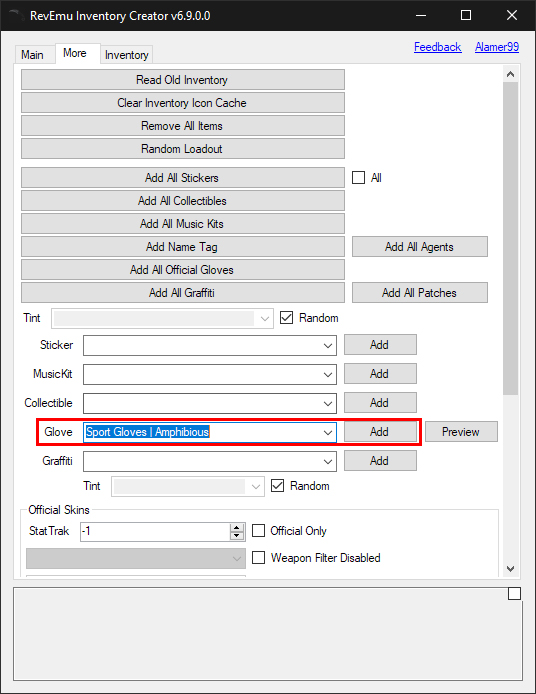 RevEmu Inventory Creator v6.9.0.0
Main More Inventory Feedback Alamer99
Read Old Inventory
Clear Inventory Icon Cache
Remove All Items
Random Loadout
Add All Stickers All
Add All Collectibles
Add All Music Kits
Add Name Tag Add All Agents
Add All Official Gloves
Add All Graffiti Add All Patches
Tint Random
Sticker Add
MusicKit Add
Collectible Add
Glove Sport Gloves | Amphibious Add Preview
Graffiti Add
Tint Random
Official Skins
StatTrak -1 Official Only
Weapon Filter Disabled